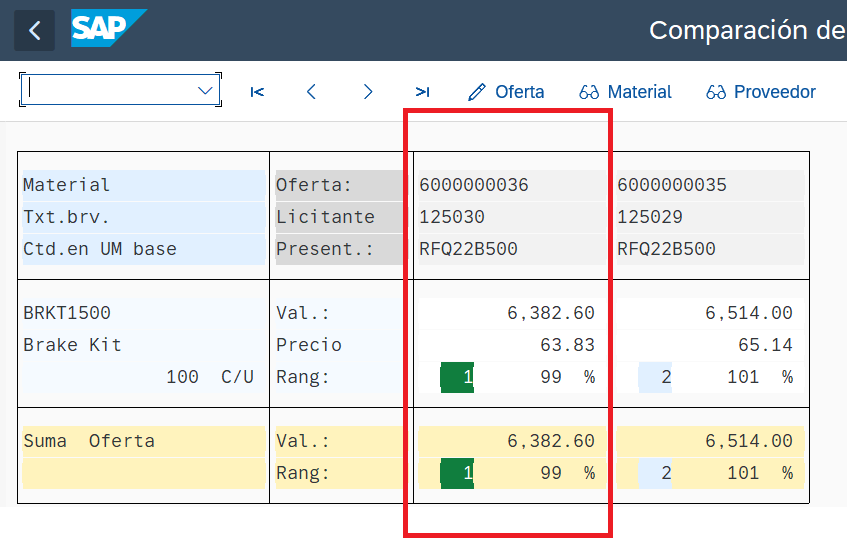 SAP
Comparación de
Oferta Material Proveedor
Material Oferta: 6000000036 6000000035
Txt.brv. Licitante 125030 125029
Ctd.en UM base Present.: RFQ22B500 RFQ22B500
BRKT1500 Val.: 6,382.60 6,514.00
Brake Kit Precio 63.83 65.14
100 C/U Rang: 1 99 % 2 101 %
Suma Oferta Val.: 6,382.60 6,514.00
Rang: 1 99 % 2 101 %